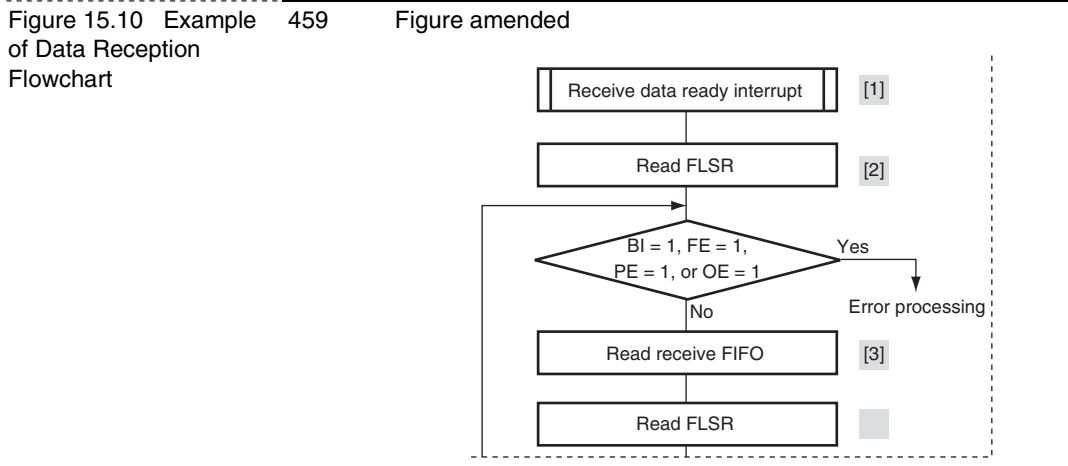 Figure 15.10 Example 459 Figure amended
of Data Reception
Flowchart
Receive data ready interrupt [1]
Read FLSR [2]
BI = 1, FE = 1,
PE = 1, or OE = 1
Yes
Error processing
No
Read receive FIFO [3]
Read FLSR